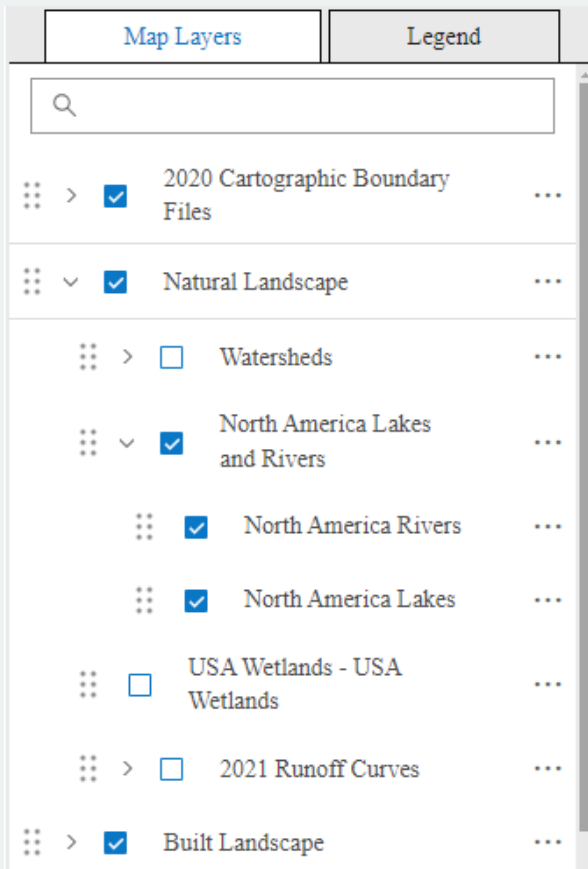 Map Layers
Legend
2020 Cartographic Boundary
Files
Natural Landscape
Watersheds
North America Lakes
and Rivers
North America Rivers
North America Lakes
USA Wetlands - USA
Wetlands
2021 Runoff Curves
Built Landscape